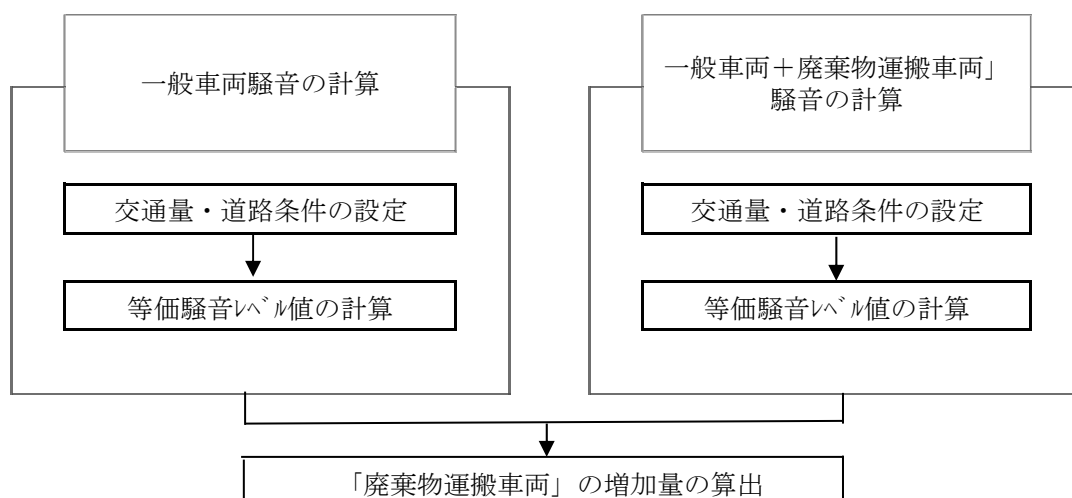 一般車両騒音の計算
交通量・道路条件の設定
等価騒音ﾚﾍﾞﾙ値の計算
一般車両＋廃棄物運搬車両」
騒音の計算
交通量・道路条件の設定
等価騒音ﾚﾍﾞﾙ値の計算
「廃棄物運搬車両」の増加量の算出